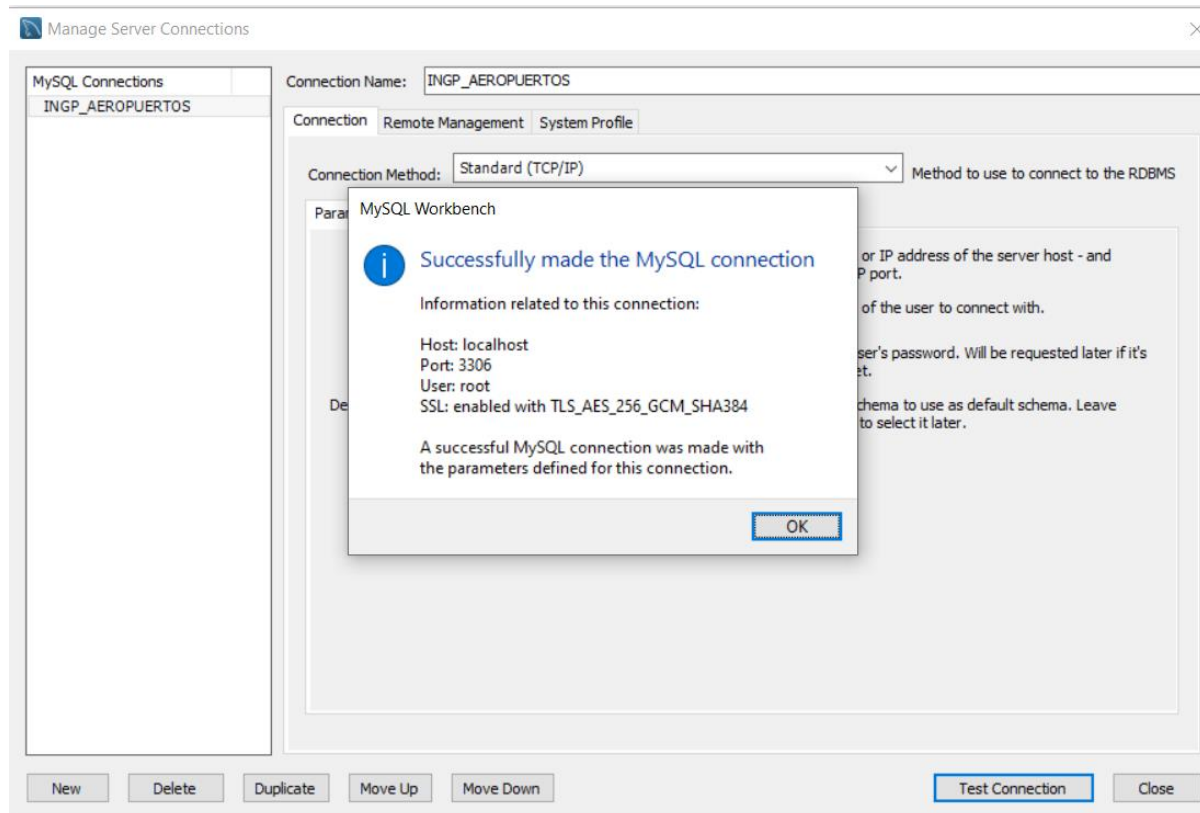 Manage Server Connections
MySQL Connections
INGP_AEROPUERTOS
Connection Name: INGP_AEROPUERTOS
Connection Remote Management System Profile
Connection Method: Standard (TCP/IP) Method to use to connect to the RDBMS
MySQL Workbench
Successfully made the MySQL connection
Information related to this connection:
Host: localhost
Port: 3306
User: root
SSL: enabled with TLS_AES_256_GCM_SHA384
A successful MySQL connection was made with
the parameters defined for this connection.
OK
or IP address of the server host - and
P port.
of the user to connect with.
ser's password. Will be requested later if it's
et.
chema to use as default schema. Leave
to select it later.
New Delete Duplicate Move Up Move Down Test Connection Close